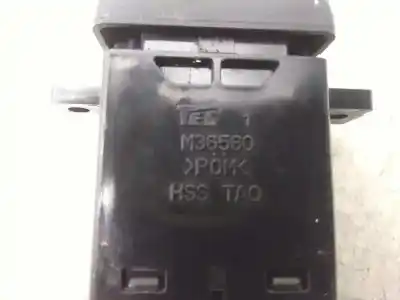 TEC 1
M36560
>POM<
HSS TAO